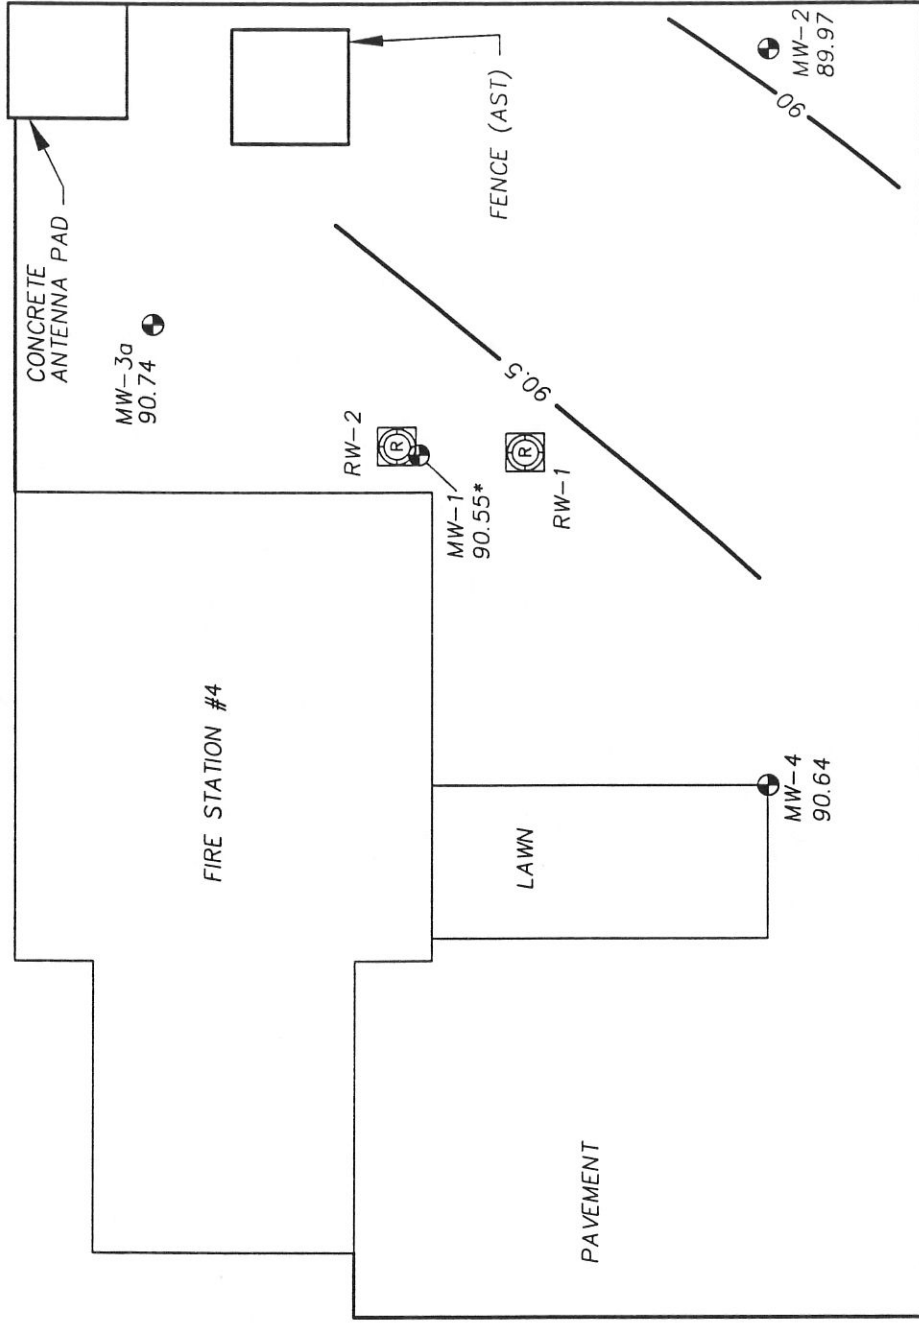 CONCRETE
ANTENNA PAD
MW-3a
90.74
FENCE (AST)
MW-2
89.97
90
90.5
RW-2
R
MW-1
90.55*
R
RW-1
FIRE STATION #4
LAWN
MW-4
90.64
PAVEMENT